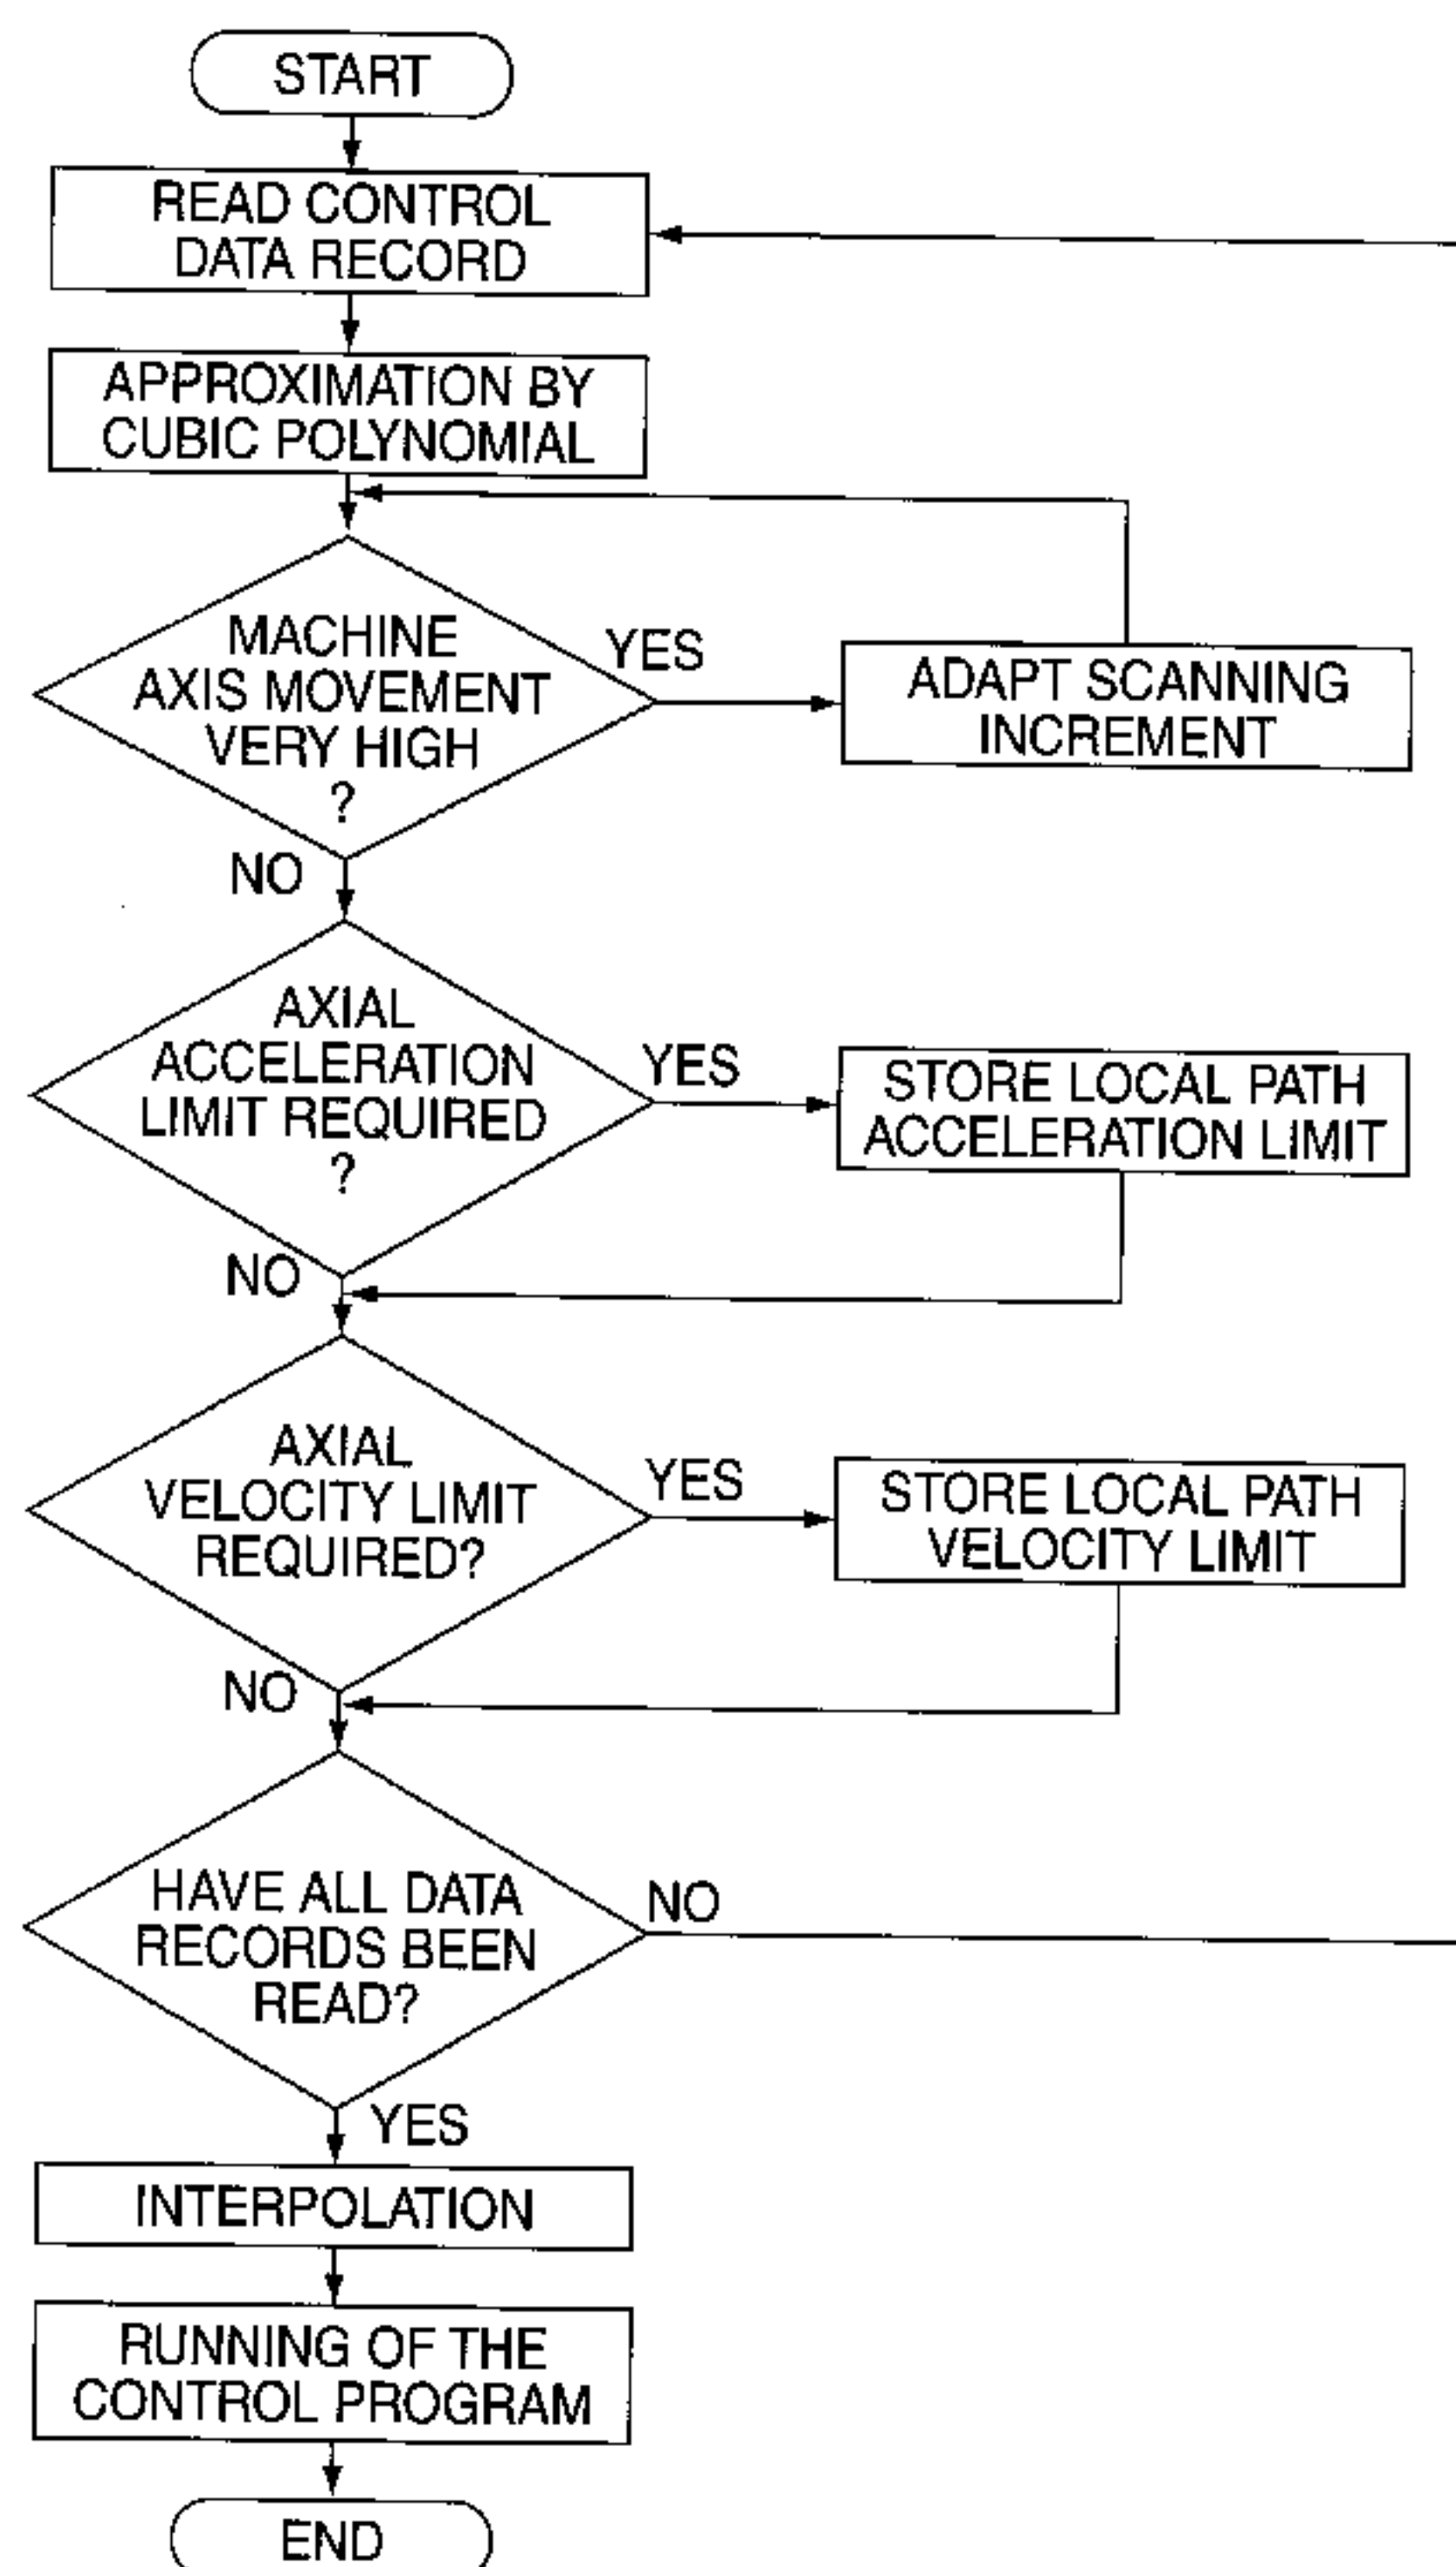 START
READ CONTROL
DATA RECORD
APPROXIMATION BY
CUBIC POLYNOMIAL
MACHINE
AXIS MOVEMENT
VERY HIGH
?
YES
ADAPT SCANNING
INCREMENT
NO
AXIAL
ACCELERATION
LIMIT REQUIRED
?
YES
STORE LOCAL PATH
ACCELERATION LIMIT
NO
AXIAL
VELOCITY LIMIT
REQUIRED?
YES
STORE LOCAL PATH
VELOCITY LIMIT
NO
HAVE ALL DATA
RECORDS BEEN
READ?
NO
YES
INTERPOLATION
RUNNING OF THE
CONTROL PROGRAM
END